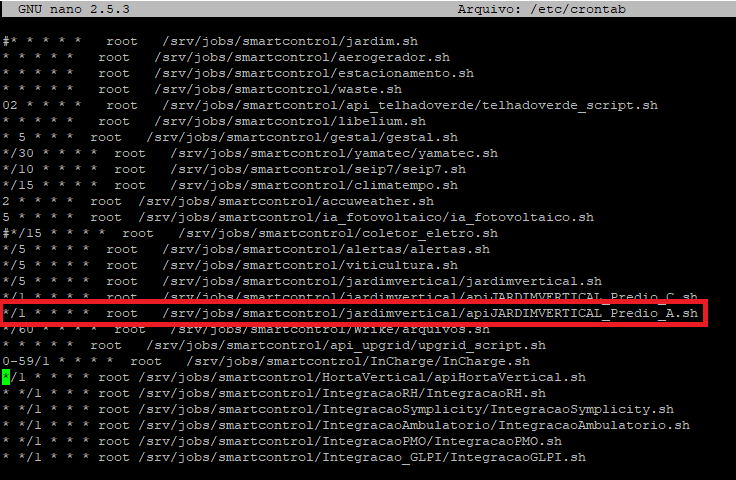 GNU nano 2.5.3 Arquivo: /etc/crontab
#* * * * * root /srv/jobs/smartcontrol/jardim.sh
* * * * * root /srv/jobs/smartcontrol/aerogerador.sh
* * * * * root /srv/jobs/smartcontrol/estacionamento.sh
* * * * * root /srv/jobs/smartcontrol/waste.sh
02 * * * * root /srv/jobs/smartcontrol/api_telhadoverde/telhadoverde_script.sh
* * * * * root /srv/jobs/smartcontrol/libelium.sh
* 5 * * * root /srv/jobs/smartcontrol/gestal/gestal.sh
*/30 * * * * root /srv/jobs/smartcontrol/yamatec/yamatec.sh
*/10 * * * * root /srv/jobs/smartcontrol/seip7/seip7.sh
*/15 * * * * root /srv/jobs/smartcontrol/climatempo.sh
2 * * * * root /srv/jobs/smartcontrol/accuweather.sh
5 * * * * root /srv/jobs/smartcontrol/ia_fotovoltaico/ia_fotovoltaico.sh
#*/15 * * * * root /srv/jobs/smartcontrol/coletor_eletro.sh
*/5 * * * * root /srv/jobs/smartcontrol/alertas/alertas.sh
*/5 * * * * root /srv/jobs/smartcontrol/viticultura.sh
*/5 * * * * root /srv/jobs/smartcontrol/jardimvertical/jardimvertical.sh
*/1 * * * * root /srv/jobs/smartcontrol/jardimvertical/apiJARDIMVERTICAL_Predio_C.sh
*/1 * * * * root /srv/jobs/smartcontrol/jardimvertical/apiJARDIMVERTICAL_Predio_A.sh
*/60 * * * * root /srv/jobs/smartcontrol/Wrike/arquivos.sh
* * * * * root /srv/jobs/smartcontrol/api_upgrid/upgrid_script.sh
0-59/1 * * * * root /srv/jobs/smartcontrol/InCharge/InCharge.sh
*/1 * * * * root /srv/jobs/smartcontrol/HortaVertical/apiHortaVertical.sh
* */1 * * * root /srv/jobs/smartcontrol/IntegracaoRH/IntegracaoRH.sh
* */1 * * * root /srv/jobs/smartcontrol/IntegracaoSymplicity/IntegracaoSymplicity.sh
* */1 * * * root /srv/jobs/smartcontrol/IntegracaoAmbulatorio/IntegracaoAmbulatorio.sh
* */1 * * * root /srv/jobs/smartcontrol/IntegracaoPMO/IntegracaoPMO.sh
* */1 * * * root /srv/jobs/smartcontrol/Integracao_GLPI/IntegracaoGLPI.sh